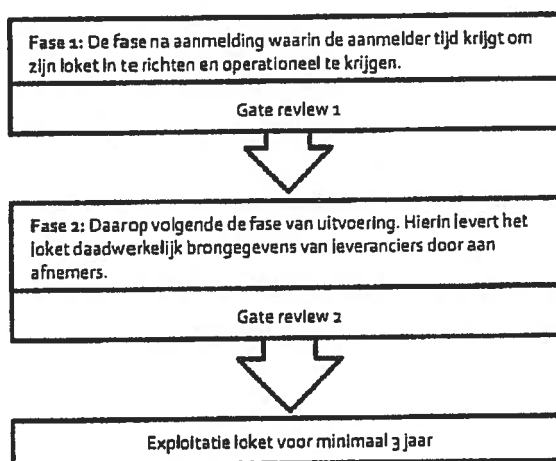 Fase 1: De fase na aanmelding waarin de aanmelder tijd krijgt om
zijn loket in te richten en operationeel te krijgen.
Gate review 1
Fase 2: Daarop volgende de fase van uitvoering. Hierin levert het
loket daadwerkelijk brongegevens van leveranciers door aan
afnemers.
Gate review 2
Exploitatie loket voor minimaal 3 jaar